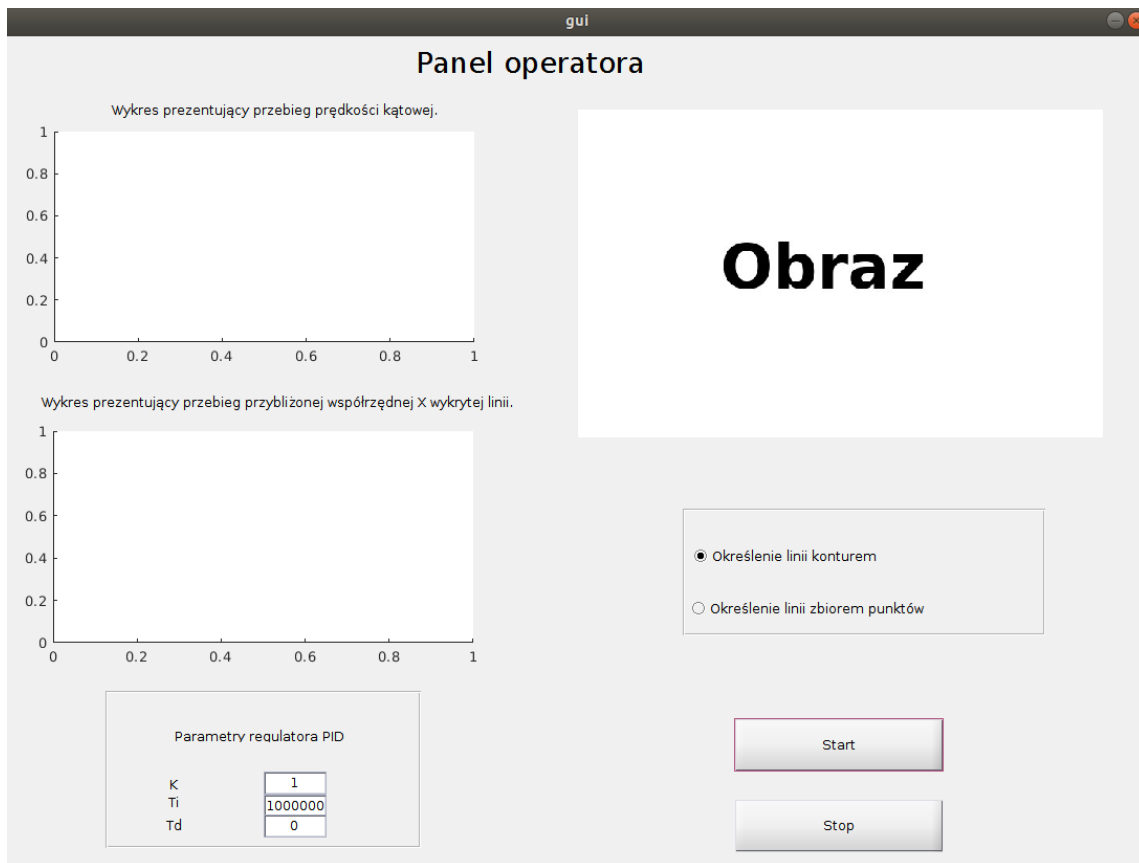 gui
Panel operatora
Wykres prezentujący przebieg prędkości kątowej.
1
0.8
0.6
0.4
0.2
0
0 0.2 0.4 0.6 0.8 1
Obraz
Wykres prezentujący przebieg przybliżonej współrzędnej X wykrytej linii.
1
0.8
0.6
0.4
0.2
0
0 0.2 0.4 0.6 0.8 1
Określenie linii konturem
Określenie linii zbiorem punktów
Parametry regulatora PID
K 1
Ti 1000000
Td 0
Start
Stop